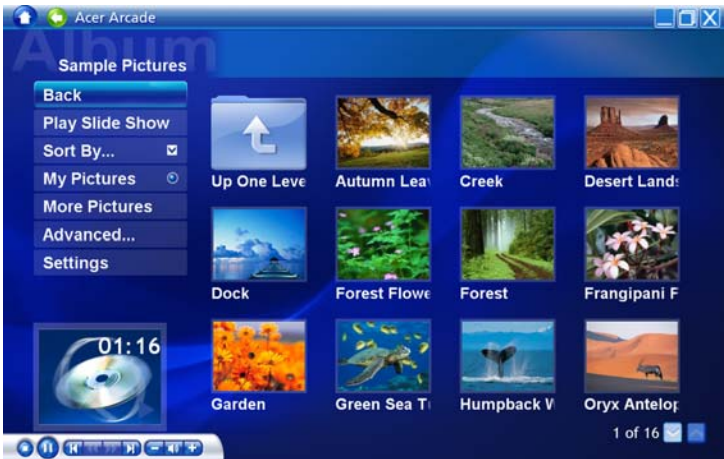 Acer Arcade
Album
Sample Pictures
Back
Play Slide Show
Sort By...
My Pictures
More Pictures
Advanced...
Settings
Up One Leve
Autumn Lea
Creek
Desert Lands
Dock
Forest Flowe
Forest
Frangipani F
Garden
Green Sea T
Humpback W
Oryx Antelop
01:16
1 of 16